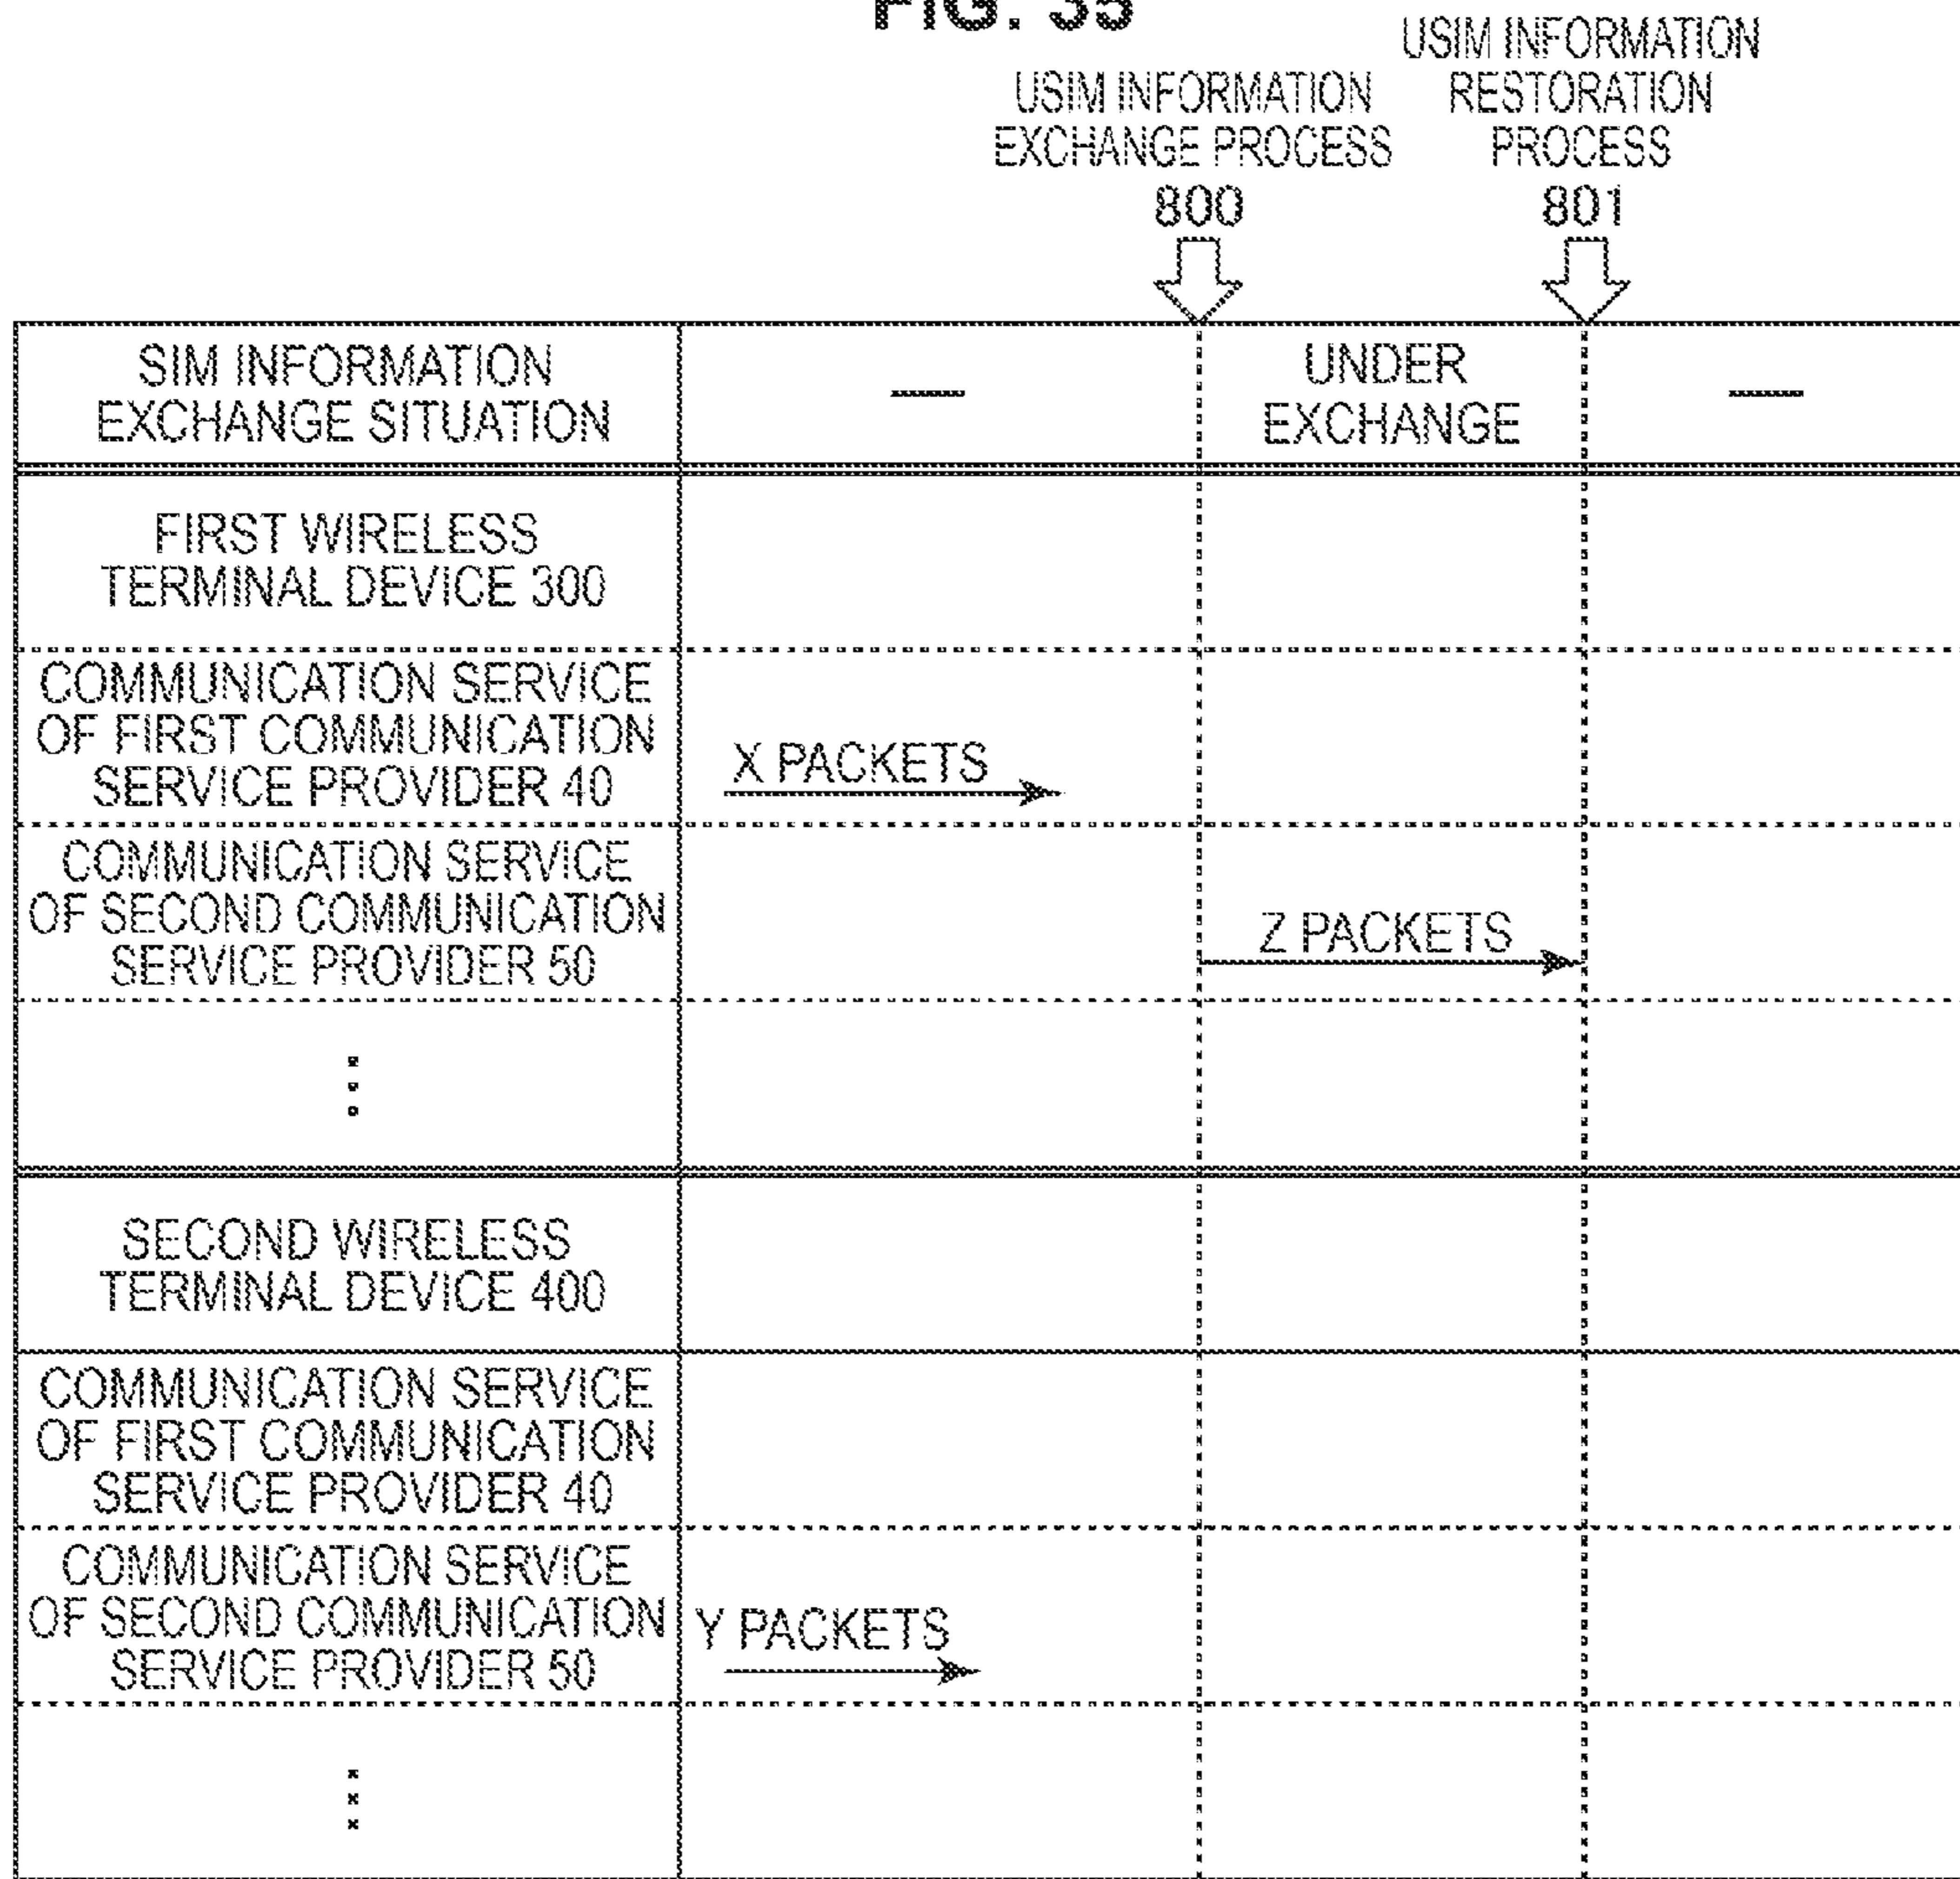 FIG. 35
USIM INFORMATION
EXCHANGE PROCESS
800
USIM INFORMATION
RESTORATION
PROCESS
801
SIM INFORMATION
EXCHANGE SITUATION
—
UNDER
EXCHANGE
—
FIRST WIRELESS
TERMINAL DEVICE 300
COMMUNICATION SERVICE
OF FIRST COMMUNICATION
SERVICE PROVIDER 40
X PACKETS
COMMUNICATION SERVICE
OF SECOND COMMUNICATION
SERVICE PROVIDER 50
Z PACKETS
SECOND WIRELESS
TERMINAL DEVICE 400
COMMUNICATION SERVICE
OF FIRST COMMUNICATION
SERVICE PROVIDER 40
COMMUNICATION SERVICE
OF SECOND COMMUNICATION
SERVICE PROVIDER 50
Y PACKETS